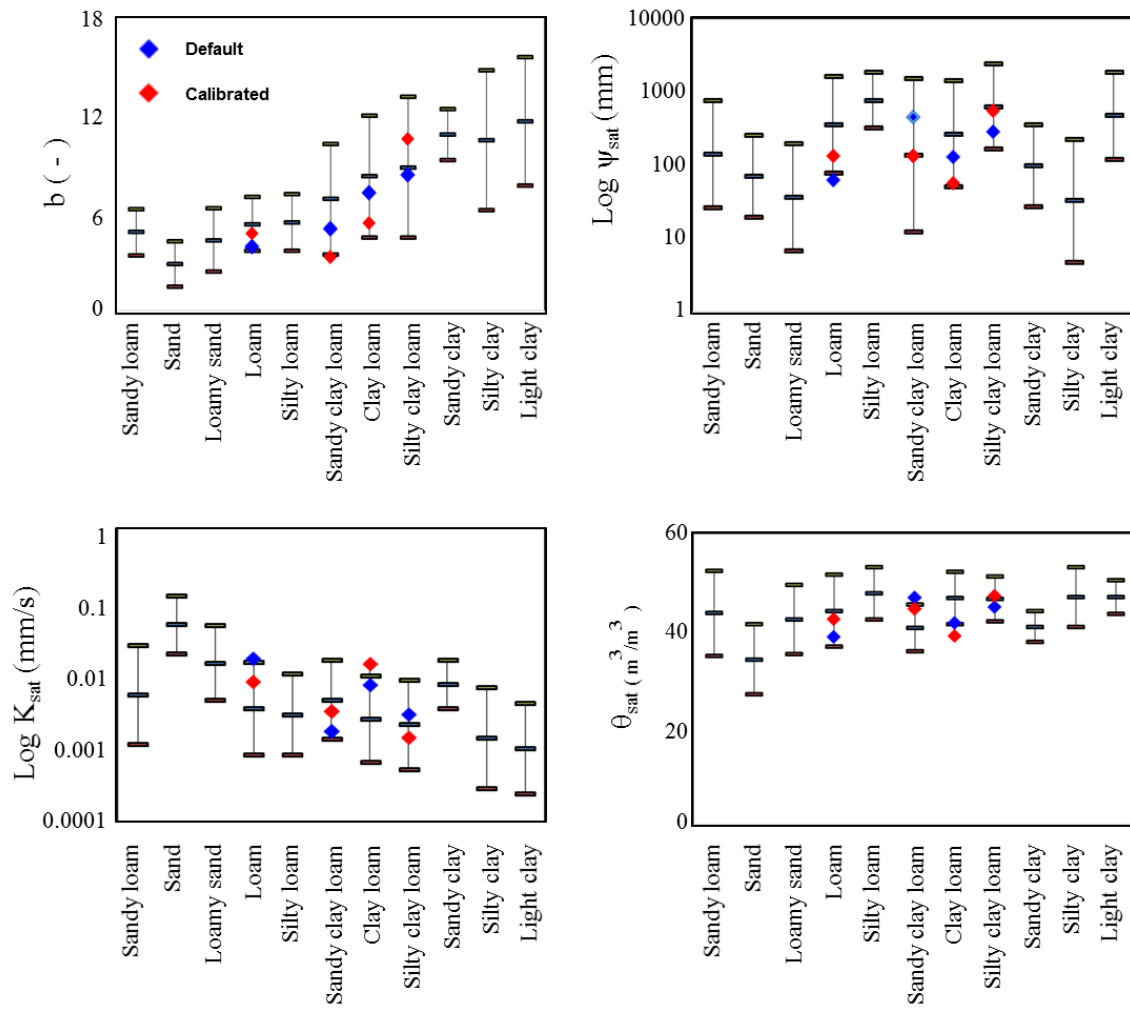 18
12
6
0
b ( - )
Default
Calibrated
Sandy loam
Sand
Loamy sand
Loam
Silty loam
Sandy clay loam
Clay loam
Silty clay loam
Sandy clay
Silty clay
Light clay
10000
1000
100
10
1
Log ψsat (mm)
Sandy loam
Sand
Loamy sand
Loam
Silty loam
Sandy clay loam
Clay loam
Silty clay loam
Sandy clay
Silty clay
Light clay
1
0.1
0.01
0.001
0.0001
Log Ksat (mm/s)
Sandy loam
Sand
Loamy sand
Loam
Silty loam
Sandy clay loam
Clay loam
Silty clay loam
Sandy clay
Silty clay
Light clay
60
40
20
0
θsat ( m³/m³ )
Sandy loam
Sand
Loamy sand
Loam
Silty loam
Sandy clay loam
Clay loam
Silty clay loam
Sandy clay
Silty clay
Light clay